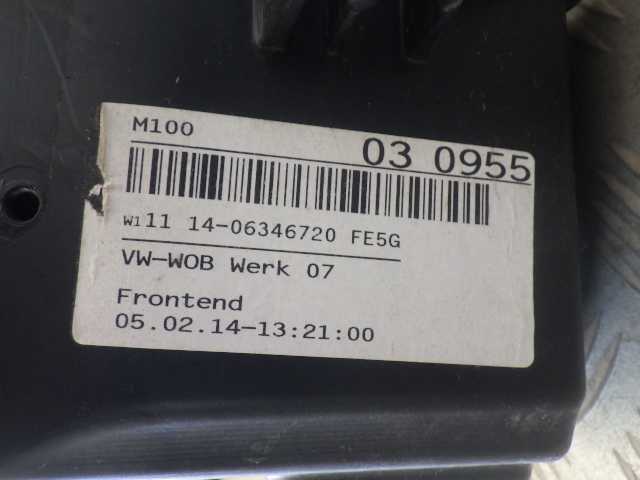 M100
03 0955
W111 14-06346720 FE5G
VW-WOB Werk 07
Frontend
05.02.14-13:21:00